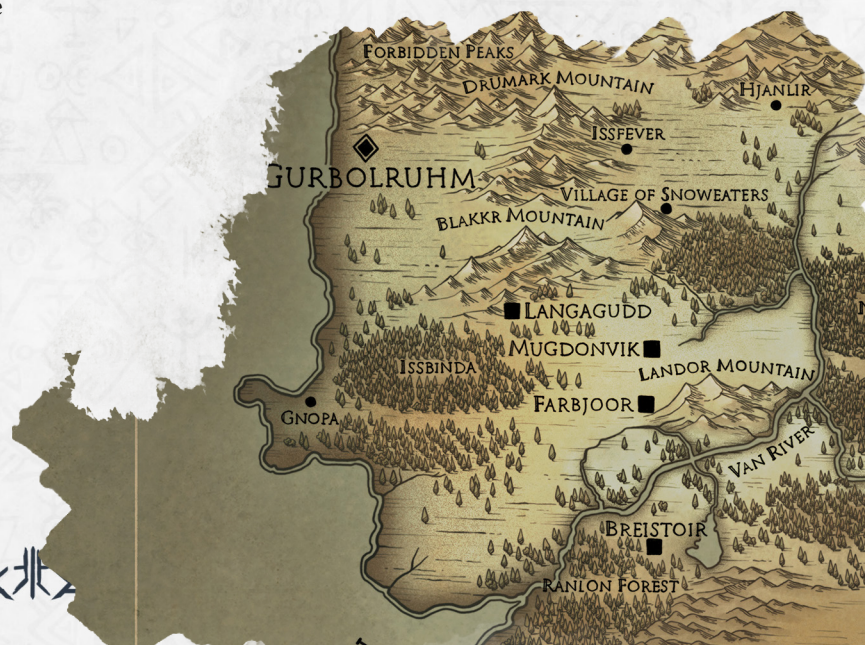 FORBIDDEN PEAKS
DRUMARK MOUNTAIN
HJANLIR
ISSFEVER
GURBOLRUHM
VILLAGE OF SNOWEATERS
BLAKKR MOUNTAIN
LANGAGUDD
MUGDONVIK
ISSBINDA
LANDOR MOUNTAIN
FARBJOOR
GNOPA
VAN RIVER
BREISTOIR
RANLON FOREST